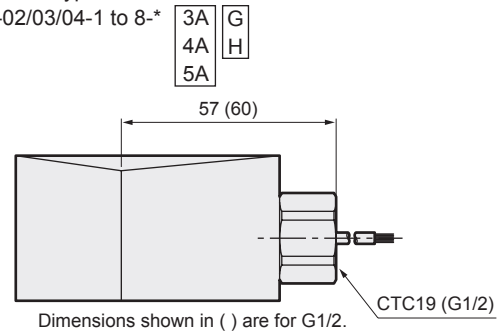 -02/03/04-1 to 8-* 3A G
4A H
5A
57 (60)
CTC19 (G1/2)
Dimensions shown in ( ) are for G1/2.